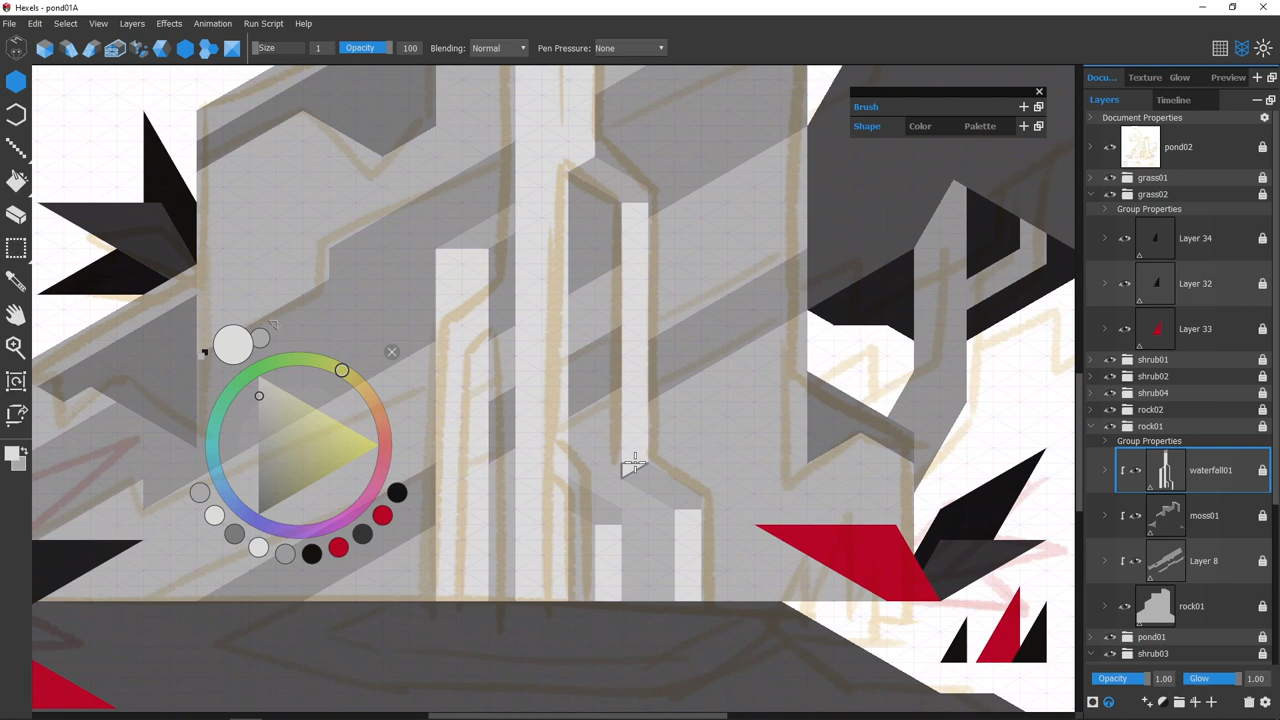 Hexels - pond01A
File Edit Select View Layers Effects Animation Run Script Help
Size 1 Opacity 100 Blending: Normal Pen Pressure: None
Docu... Texture Glow Preview
Brush
Shape Color Palette
Layers Timeline
Document Properties
pond02
grass01
grass02
Group Properties
Layer 34
Layer 32
Layer 33
shrub01
shrub02
shrub04
rock02
rock01
Group Properties
waterfall01
moss01
Layer 8
rock01
pond01
shrub03
Opacity 1.00 Glow 1.00